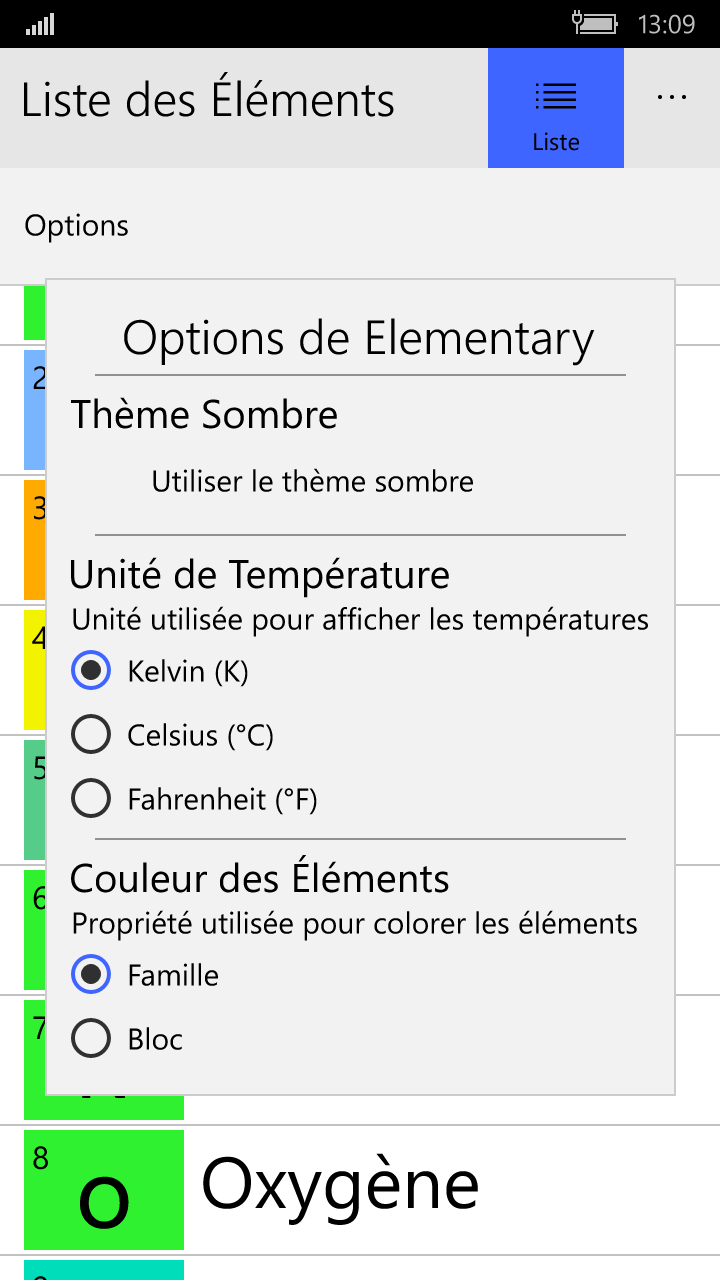 13:09
Liste des Éléments
Liste
...
Options
Options de Elementary
2
Thème Sombre
Utiliser le thème sombre
3
Unité de Température
Unité utilisée pour afficher les températures
4
Kelvin (K)
Celsius (°C)
5
Fahrenheit (°F)
Couleur des Éléments
6
Propriété utilisée pour colorer les éléments
Famille
7
Bloc
8
O
Oxygène